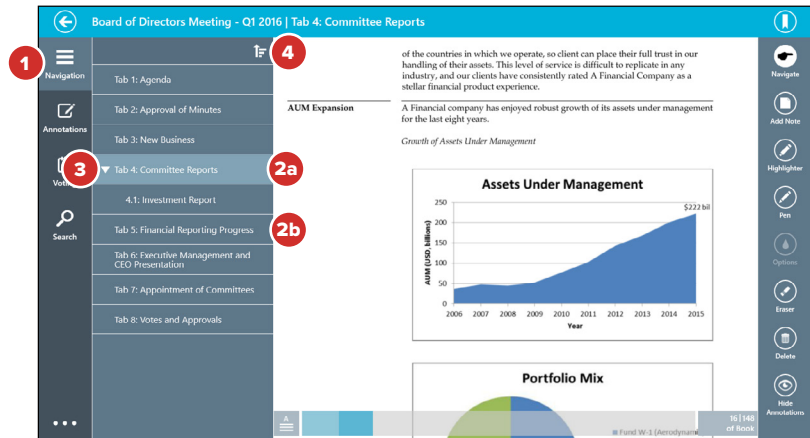 Board of Directors Meeting - Q1 2016 | Tab 4: Committee Reports
1
Navigation
Annotations
3
Search
4
Tab 1: Agenda
Tab 2: Approval of Minutes
Tab 3: New Business
Tab 4: Committee Reports
2a
4.1: Investment Report
Tab 5: Financial Reporting Progress
2b
Tab 6: Executive Management and
CEO Presentation
Tab 7: Appointment of Committees
Tab 8: Votes and Approvals
of the countries in which we operate, so client can place their full trust in our
handling of their assets. This level of service is difficult to replicate in any
industry, and our clients have consistently rated A Financial Company as a
stellar financial product experience.
AUM Expansion
A Financial company has enjoyed robust growth of its assets under management
for the last eight years.
Growth of Assets Under Management
Assets Under Management
$222 bil
AUM (USD, billions)
250
200
150
100
50
0
2006 2007 2008 2009 2010 2011 2012 2013 2014 2015
Year
Portfolio Mix
Fund W-1 (Aerodynam
A
16|148
of Book
Navigate
Add Note
Highlighter
Pen
Options
Eraser
Delete
Hide
Annotations